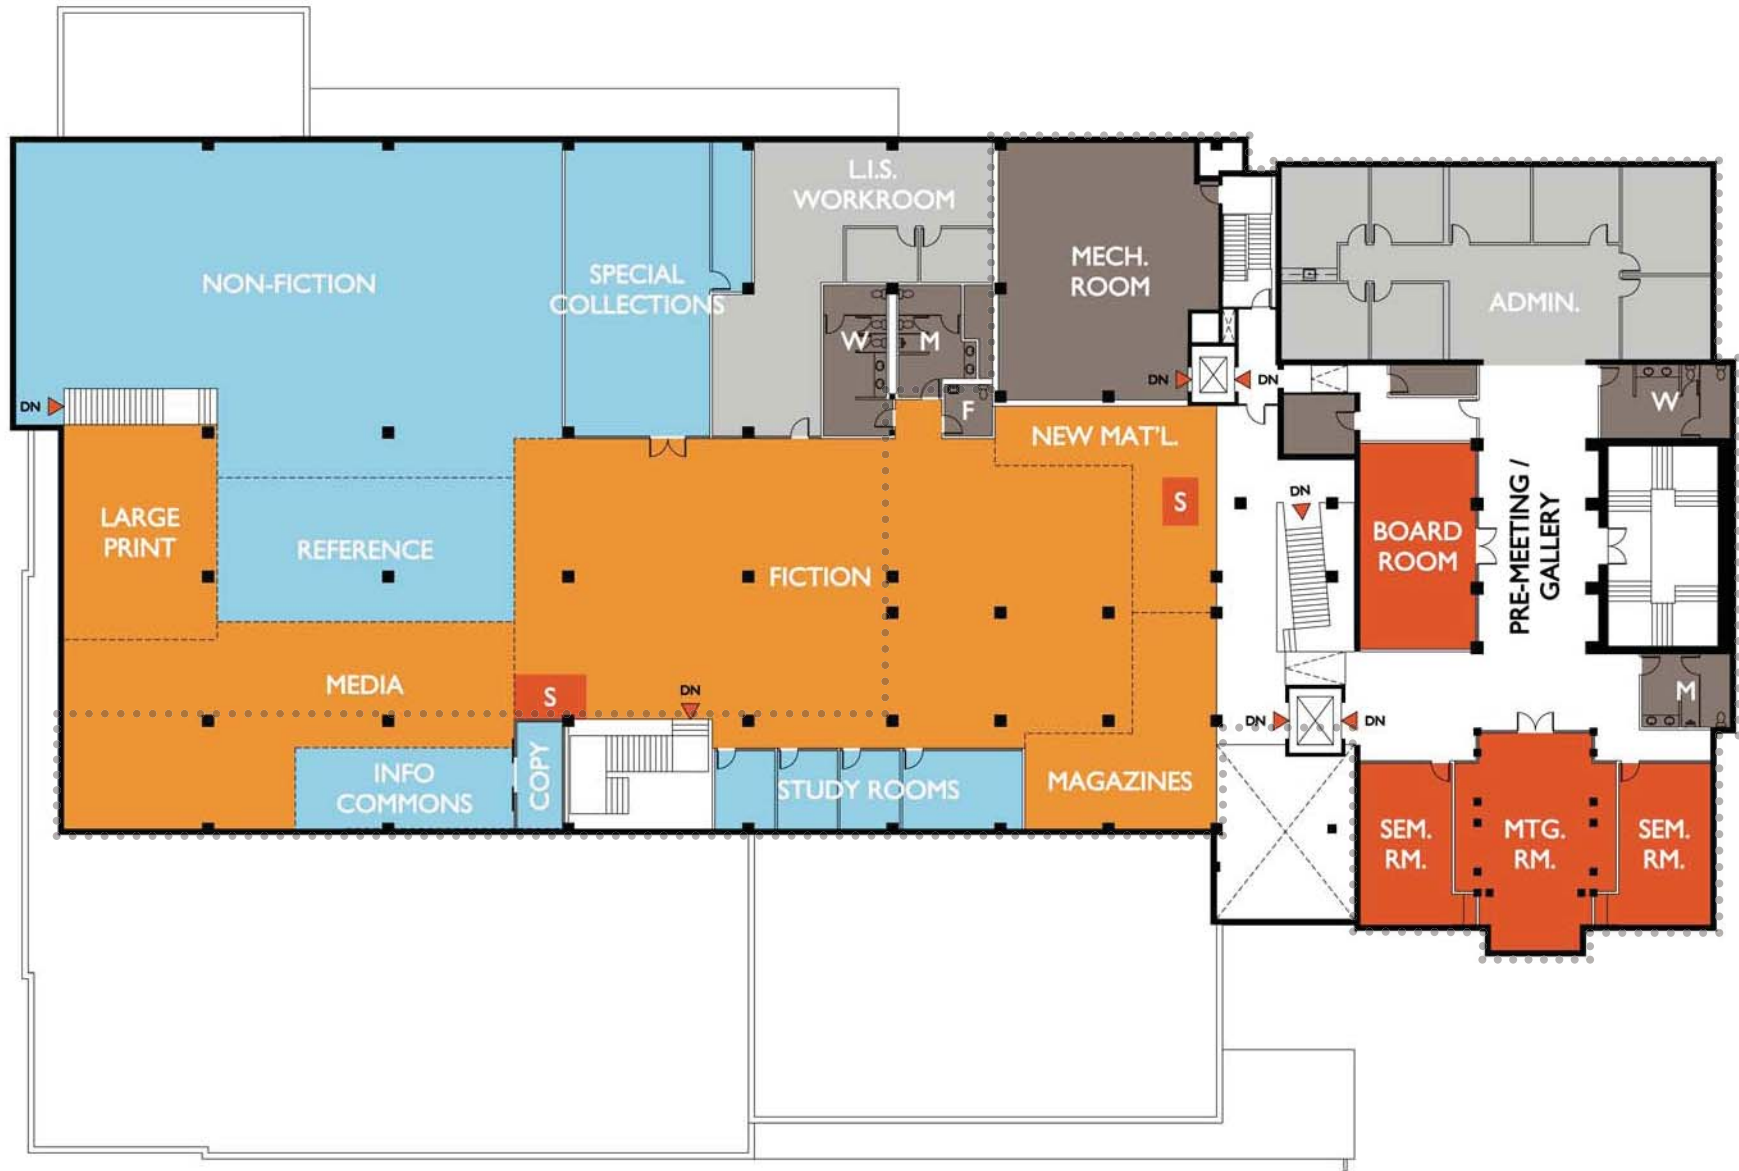 L.I.S.
WORKROOM
NON-FICTION
SPECIAL
COLLECTIONS
MECH.
ROOM
ADMIN.
W
M
F
DN
DN
DN
W
NEW MAT'L.
S
DN
LARGE
PRINT
REFERENCE
FICTION
BOARD
ROOM
PRE-MEETING /
GALLERY
MEDIA
S
DN
M
DN
DN
INFO
COMMONS
COPY
STUDY ROOMS
MAGAZINES
SEM.
RM.
MTG.
RM.
SEM.
RM.